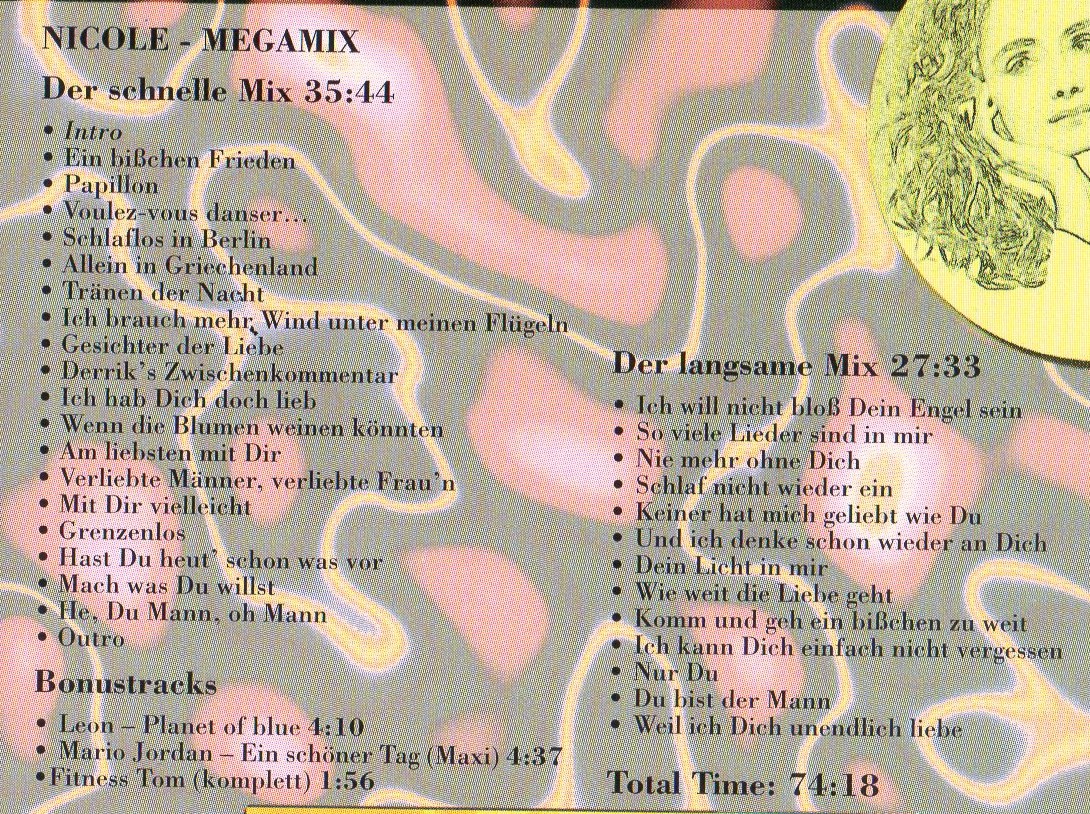 NICOLE - MEGAMIX
Der schnelle Mix 35:44
• Intro
• Ein bißchen Frieden
• Papillon
• Voulez-vous danser...
• Schlaflos in Berlin
• Allein in Griechenland
• Tränen der Nacht
• Ich brauch mehr Wind unter meinen Flügeln
• Gesichter der Liebe
• Derrik's Zwischenkommentar
• Ich hab Dich doch lieb
• Wenn die Blumen weinen könnten
• Am liebsten mit Dir
• Verliebte Männer, verliebte Frau'n
• Mit Dir vielleicht
• Grenzenlos
• Hast Du heut' schon was vor
• Mach was Du willst
• He, Du Mann, oh Mann
• Outro
Bonustracks
• Leon – Planet of blue 4:10
• Mario Jordan – Ein schöner Tag (Maxi) 4:37
• Fitness Tom (komplett) 1:56
Der langsame Mix 27:33
• Ich will nicht bloß Dein Engel sein
• So viele Lieder sind in mir
• Nie mehr ohne Dich
• Schlaf nicht wieder ein
• Keiner hat mich geliebt wie Du
• Und ich denke schon wieder an Dich
• Dein Licht in mir
• Wie weit die Liebe geht
• Komm und geh ein bißchen zu weit
• Ich kann Dich einfach nicht vergessen
• Nur Du
• Du bist der Mann
• Weil ich Dich unendlich liebe
Total Time: 74:18